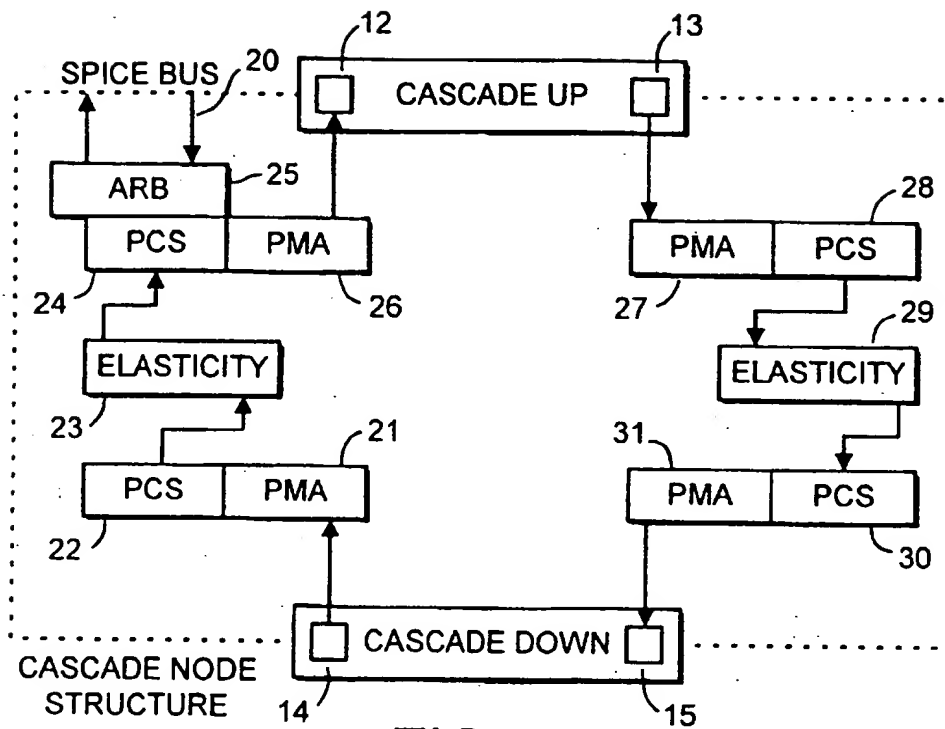 12
13
SPICE BUS
20
CASCADE UP
ARB
25
28
PCS
PMA
PMA
PCS
24
26
27
29
ELASTICITY
ELASTICITY
23
21
31
PCS
PMA
PMA
PCS
22
30
CASCADE DOWN
CASCADE NODE
STRUCTURE
14
15